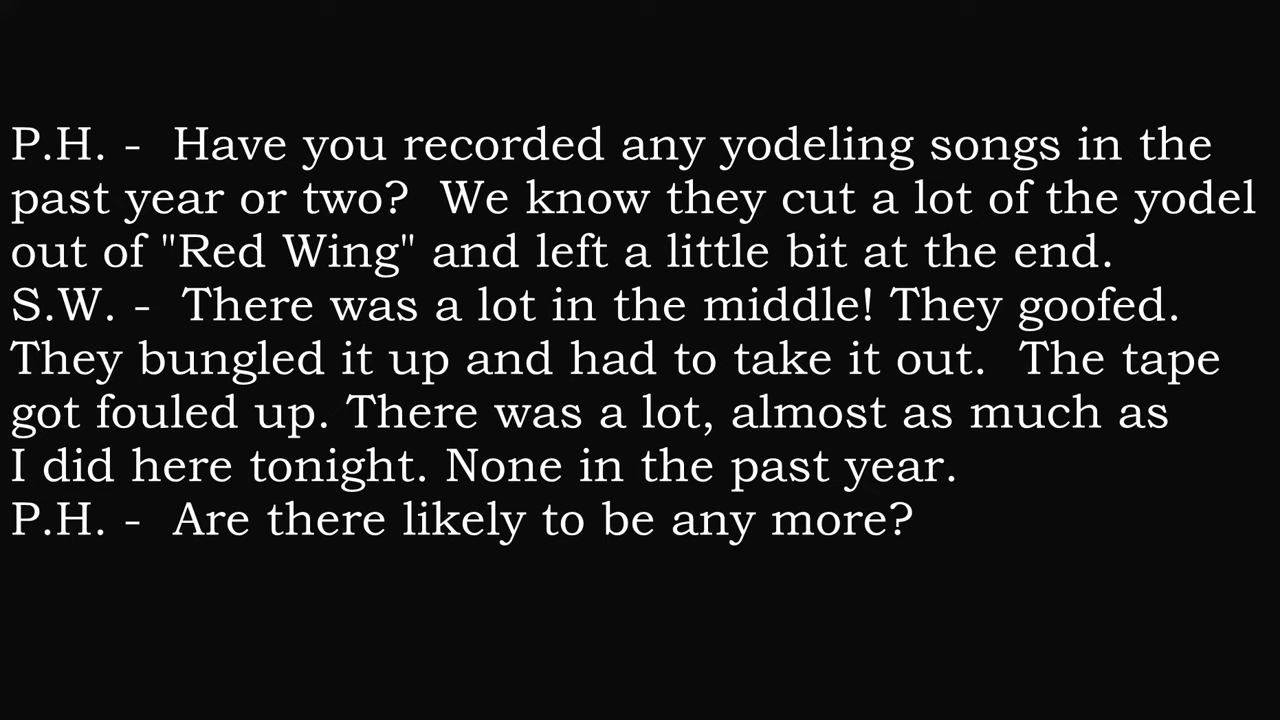 P.H. -  Have you recorded any yodeling songs in the
past year or two?  We know they cut a lot of the yodel
out of "Red Wing" and left a little bit at the end.
S.W. -  There was a lot in the middle! They goofed.
They bungled it up and had to take it out.  The tape
got fouled up. There was a lot, almost as much as
I did here tonight. None in the past year.
P.H. -  Are there likely to be any more?